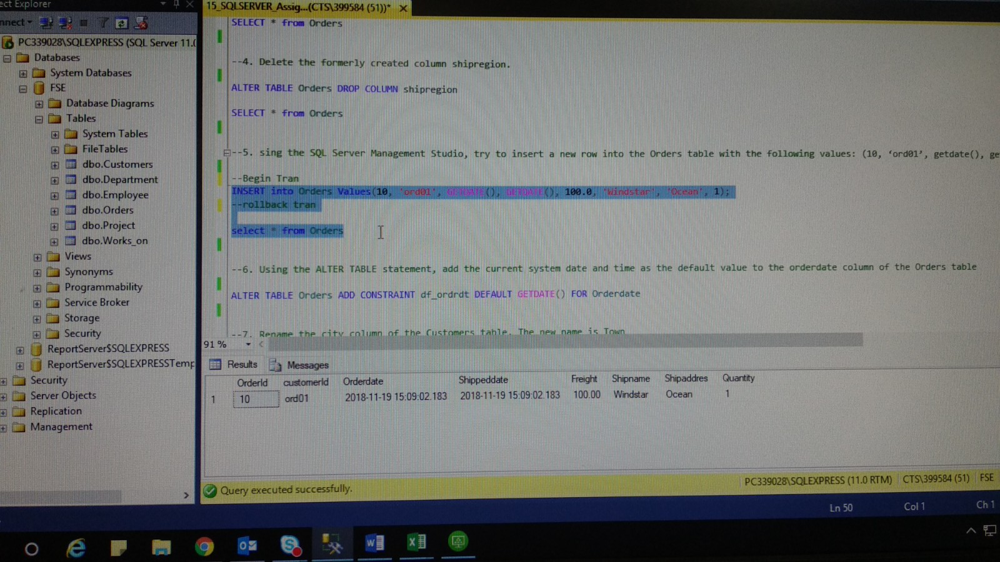 ct Explorer
nnect
PC339028\SQLEXPRESS (SQL Server 11.0
Databases
System Databases
FSE
Database Diagrams
Tables
System Tables
FileTables
dbo.Customers
dbo.Department
dbo.Employee
dbo.Orders
dbo.Project
dbo.Works_on
Views
Synonyms
Programmability
Service Broker
Storage
Security
ReportServer$SQLEXPRESS
ReportServer$SQLEXPRESSTemp
Security
Server Objects
Replication
Management
15_SQLSERVER_Assig...(CTS\399584 (51))*
SELECT * from Orders
--4. Delete the formerly created column shipregion.
ALTER TABLE Orders DROP COLUMN shipregion
SELECT * from Orders
--5. sing the SQL Server Management Studio, try to insert a new row into the Orders table with the following values: (10, ‘ord01’, getdate(), ge
--Begin Tran
INSERT into Orders Values(10, 'ord01', GETDATE(), GETDATE(), 100.0, 'Windstar', 'Ocean', 1);
--rollback tran
select * from Orders
--6. Using the ALTER TABLE statement, add the current system date and time as the default value to the orderdate column of the Orders table
ALTER TABLE Orders ADD CONSTRAINT df_ordrdt DEFAULT GETDATE() FOR Orderdate
--7. Rename the city column of the Customers table. The new name is Town
91 %
Results Messages
OrderId customerId Orderdate Shippeddate Freight Shipname Shipaddres Quantity
1 10 ord01 2018-11-19 15:09:02.183 2018-11-19 15:09:02.183 100.00 Windstar Ocean 1
Query executed successfully.
PC339028\SQLEXPRESS (11.0 RTM) CTS\399584 (51) FSE
Ln 50 Col 1 Ch 1